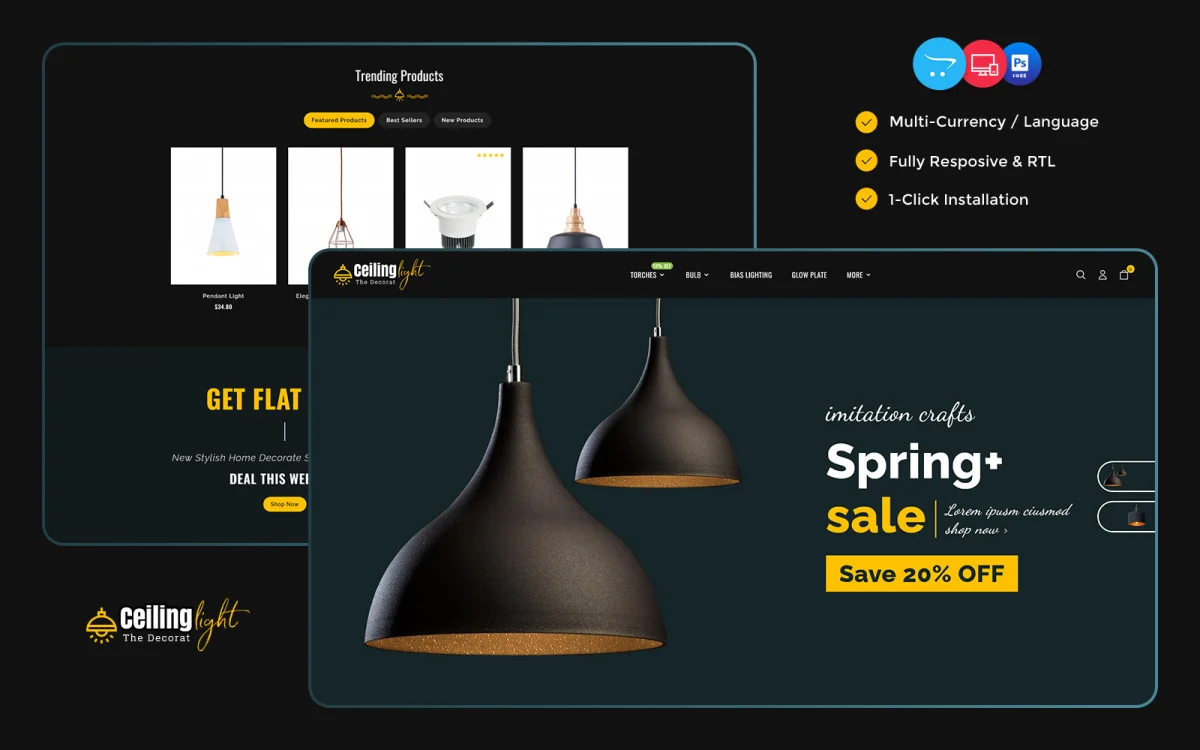 Trending Products
Featured Products
Best Sellers
New Products
Pendant Light
$34.80
Eleg
GET FLAT
New Stylish Home Decorate S
DEAL THIS WE
Shop Now
Ps
Multi-Currency / Language
Fully Resposive & RTL
1-Click Installation
ceiling light
The Decorat
TORCHES
BULB
BIAS LIGHTING
GLOW PLATE
MORE
imitation crafts
Spring+
sale
Lorem ipusm ciusmod
shop now >
Save 20% OFF
ceiling light
The Decorat